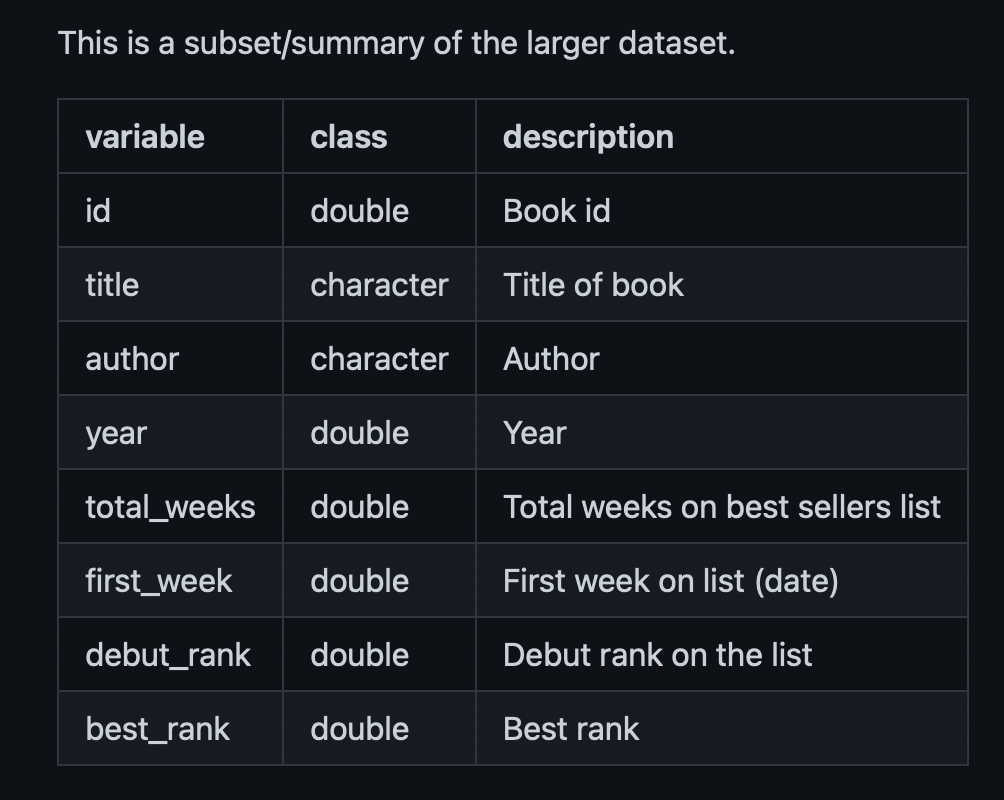 This is a subset/summary of the larger dataset.
variable class description
id double Book id
title character Title of book
author character Author
year double Year
total_weeks double Total weeks on best sellers list
first_week double First week on list (date)
debut_rank double Debut rank on the list
best_rank double Best rank